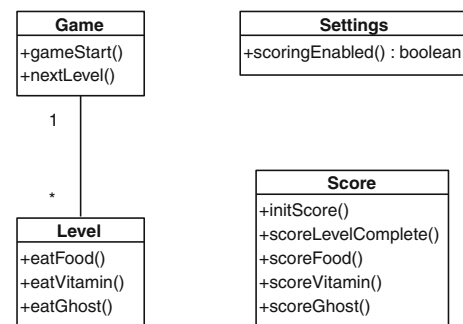 Game
+gameStart()
+nextLevel()
Settings
+scoringEnabled() : boolean
1
*
Level
+eatFood()
+eatVitamin()
+eatGhost()
Score
+initScore()
+scoreLevelComplete()
+scoreFood()
+scoreVitamin()
+scoreGhost()